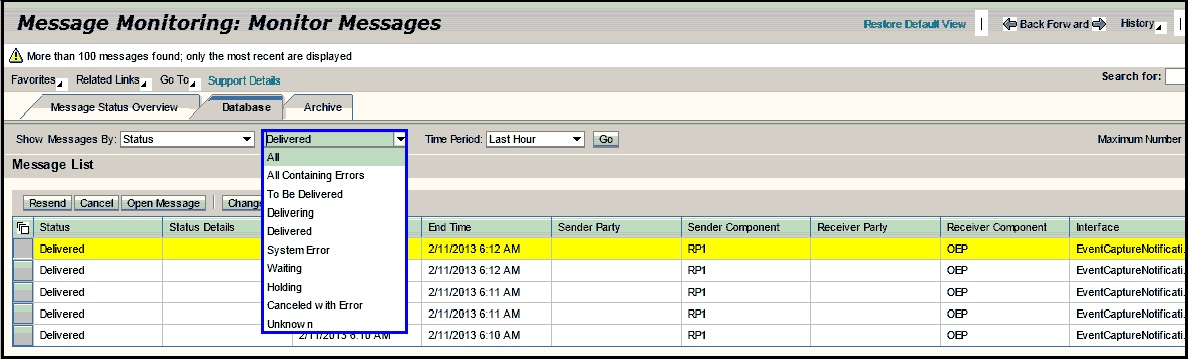 Message Monitoring: Monitor Messages
Restore Default View Back Forward History
More than 100 messages found; only the most recent are displayed
Favorites Related Links Go To Support Details Search for:
Message Status Overview Database Archive
Show Messages By: Status Delivered Time Period: Last Hour Go Maximum Number
All
Message List
All Containing Errors
To Be Delivered
Resend Cancel Open Message Change
Delivering
Status Status Details Delivered End Time Sender Party Sender Component Receiver Party Receiver Component Interface
Delivered System Error 2/11/2013 6:12 AM RP1 OEP EventCaptureNotificati.
Delivered Waiting 2/11/2013 6:12 AM RP1 OEP EventCaptureNotificati.
Delivered Holding 2/11/2013 6:11 AM RP1 OEP EventCaptureNotificati.
Delivered Canceled with Error 2/11/2013 6:11 AM RP1 OEP EventCaptureNotificati.
Unknown
Delivered 2/11/2013 6:10 AM 2/11/2013 6:10 AM RP1 OEP EventCaptureNotificati.